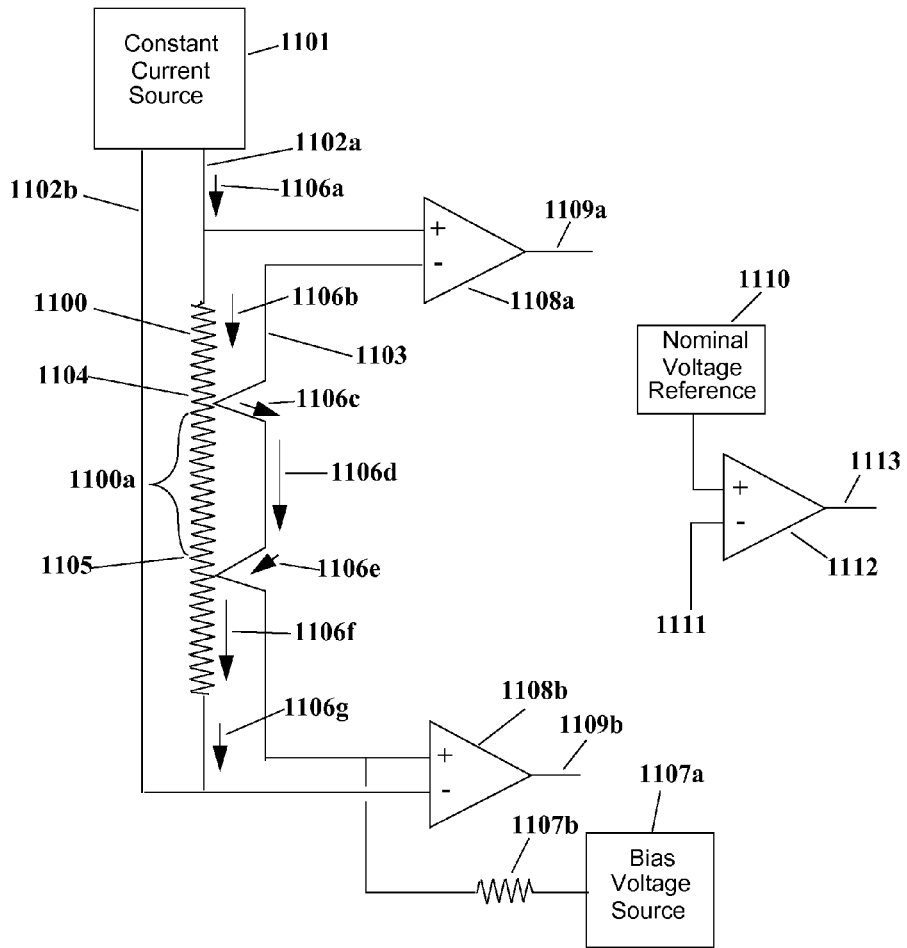 Constant
Current
Source
1101
1102a
1102b
1106a
1109a
+
-
1108a
1106b
1100
1103
1104
1106c
1110
Nominal
Voltage
Reference
1100a
1106d
1113
+
-
1105
1106e
1112
1106f
1111
1106g
1108b
1109b
+
-
1107a
1107b
Bias
Voltage
Source